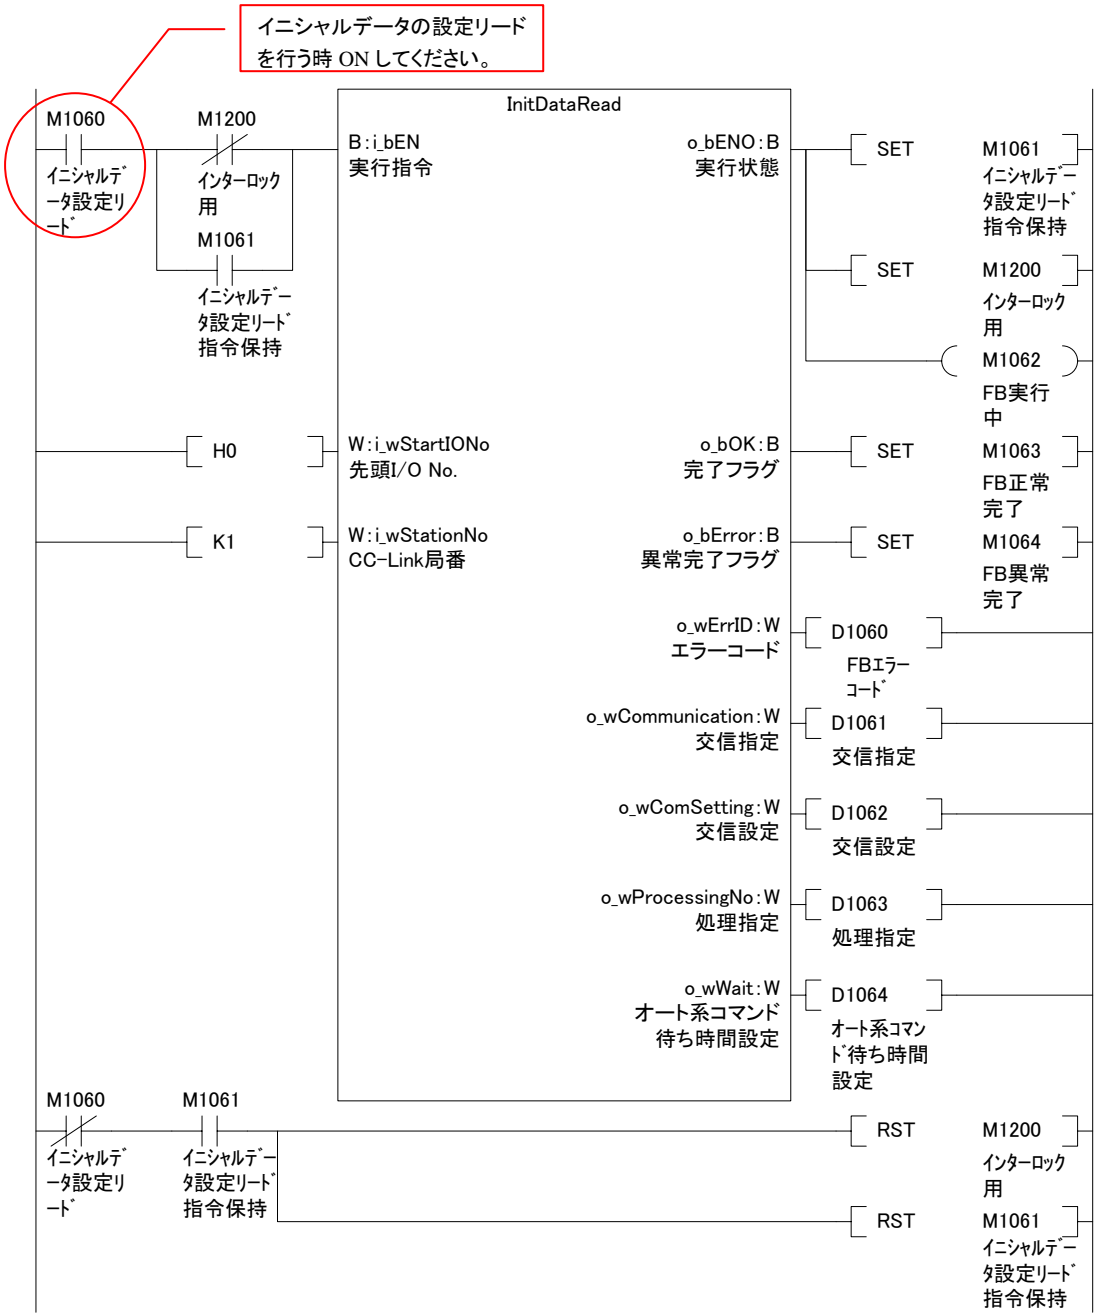 イニシャルデータの設定リード
を行う時 ON してください。
InitDataRead
M1060
イニシャルデ
ータ設定リ
ード
M1200
インターロック
用
M1061
イニシャルデー
タ設定リード
指令保持
B:i_bEN
実行指令
o_bENO:B
実行状態
SET M1061
イニシャルデー
タ設定リード
指令保持
SET M1200
インターロック
用
M1062
FB実行
中
H0
W:i_wStartIONo
先頭I/O No.
o_bOK:B
完了フラグ
SET M1063
FB正常
完了
K1
W:i_wStationNo
CC-Link局番
o_bError:B
異常完了フラグ
SET M1064
FB異常
完了
o_wErrID:W
エラーコード
D1060
FBエラー
コード
o_wCommunication:W
交信指定
D1061
交信指定
o_wComSetting:W
交信設定
D1062
交信設定
o_wProcessingNo:W
処理指定
D1063
処理指定
o_wWait:W
オート系コマンド
待ち時間設定
D1064
オート系コマン
ド待ち時間
設定
M1060
イニシャルデ
ータ設定リ
ード
M1061
イニシャルデー
タ設定リード
指令保持
RST M1200
インターロック
用
RST M1061
イニシャルデー
タ設定リード
指令保持